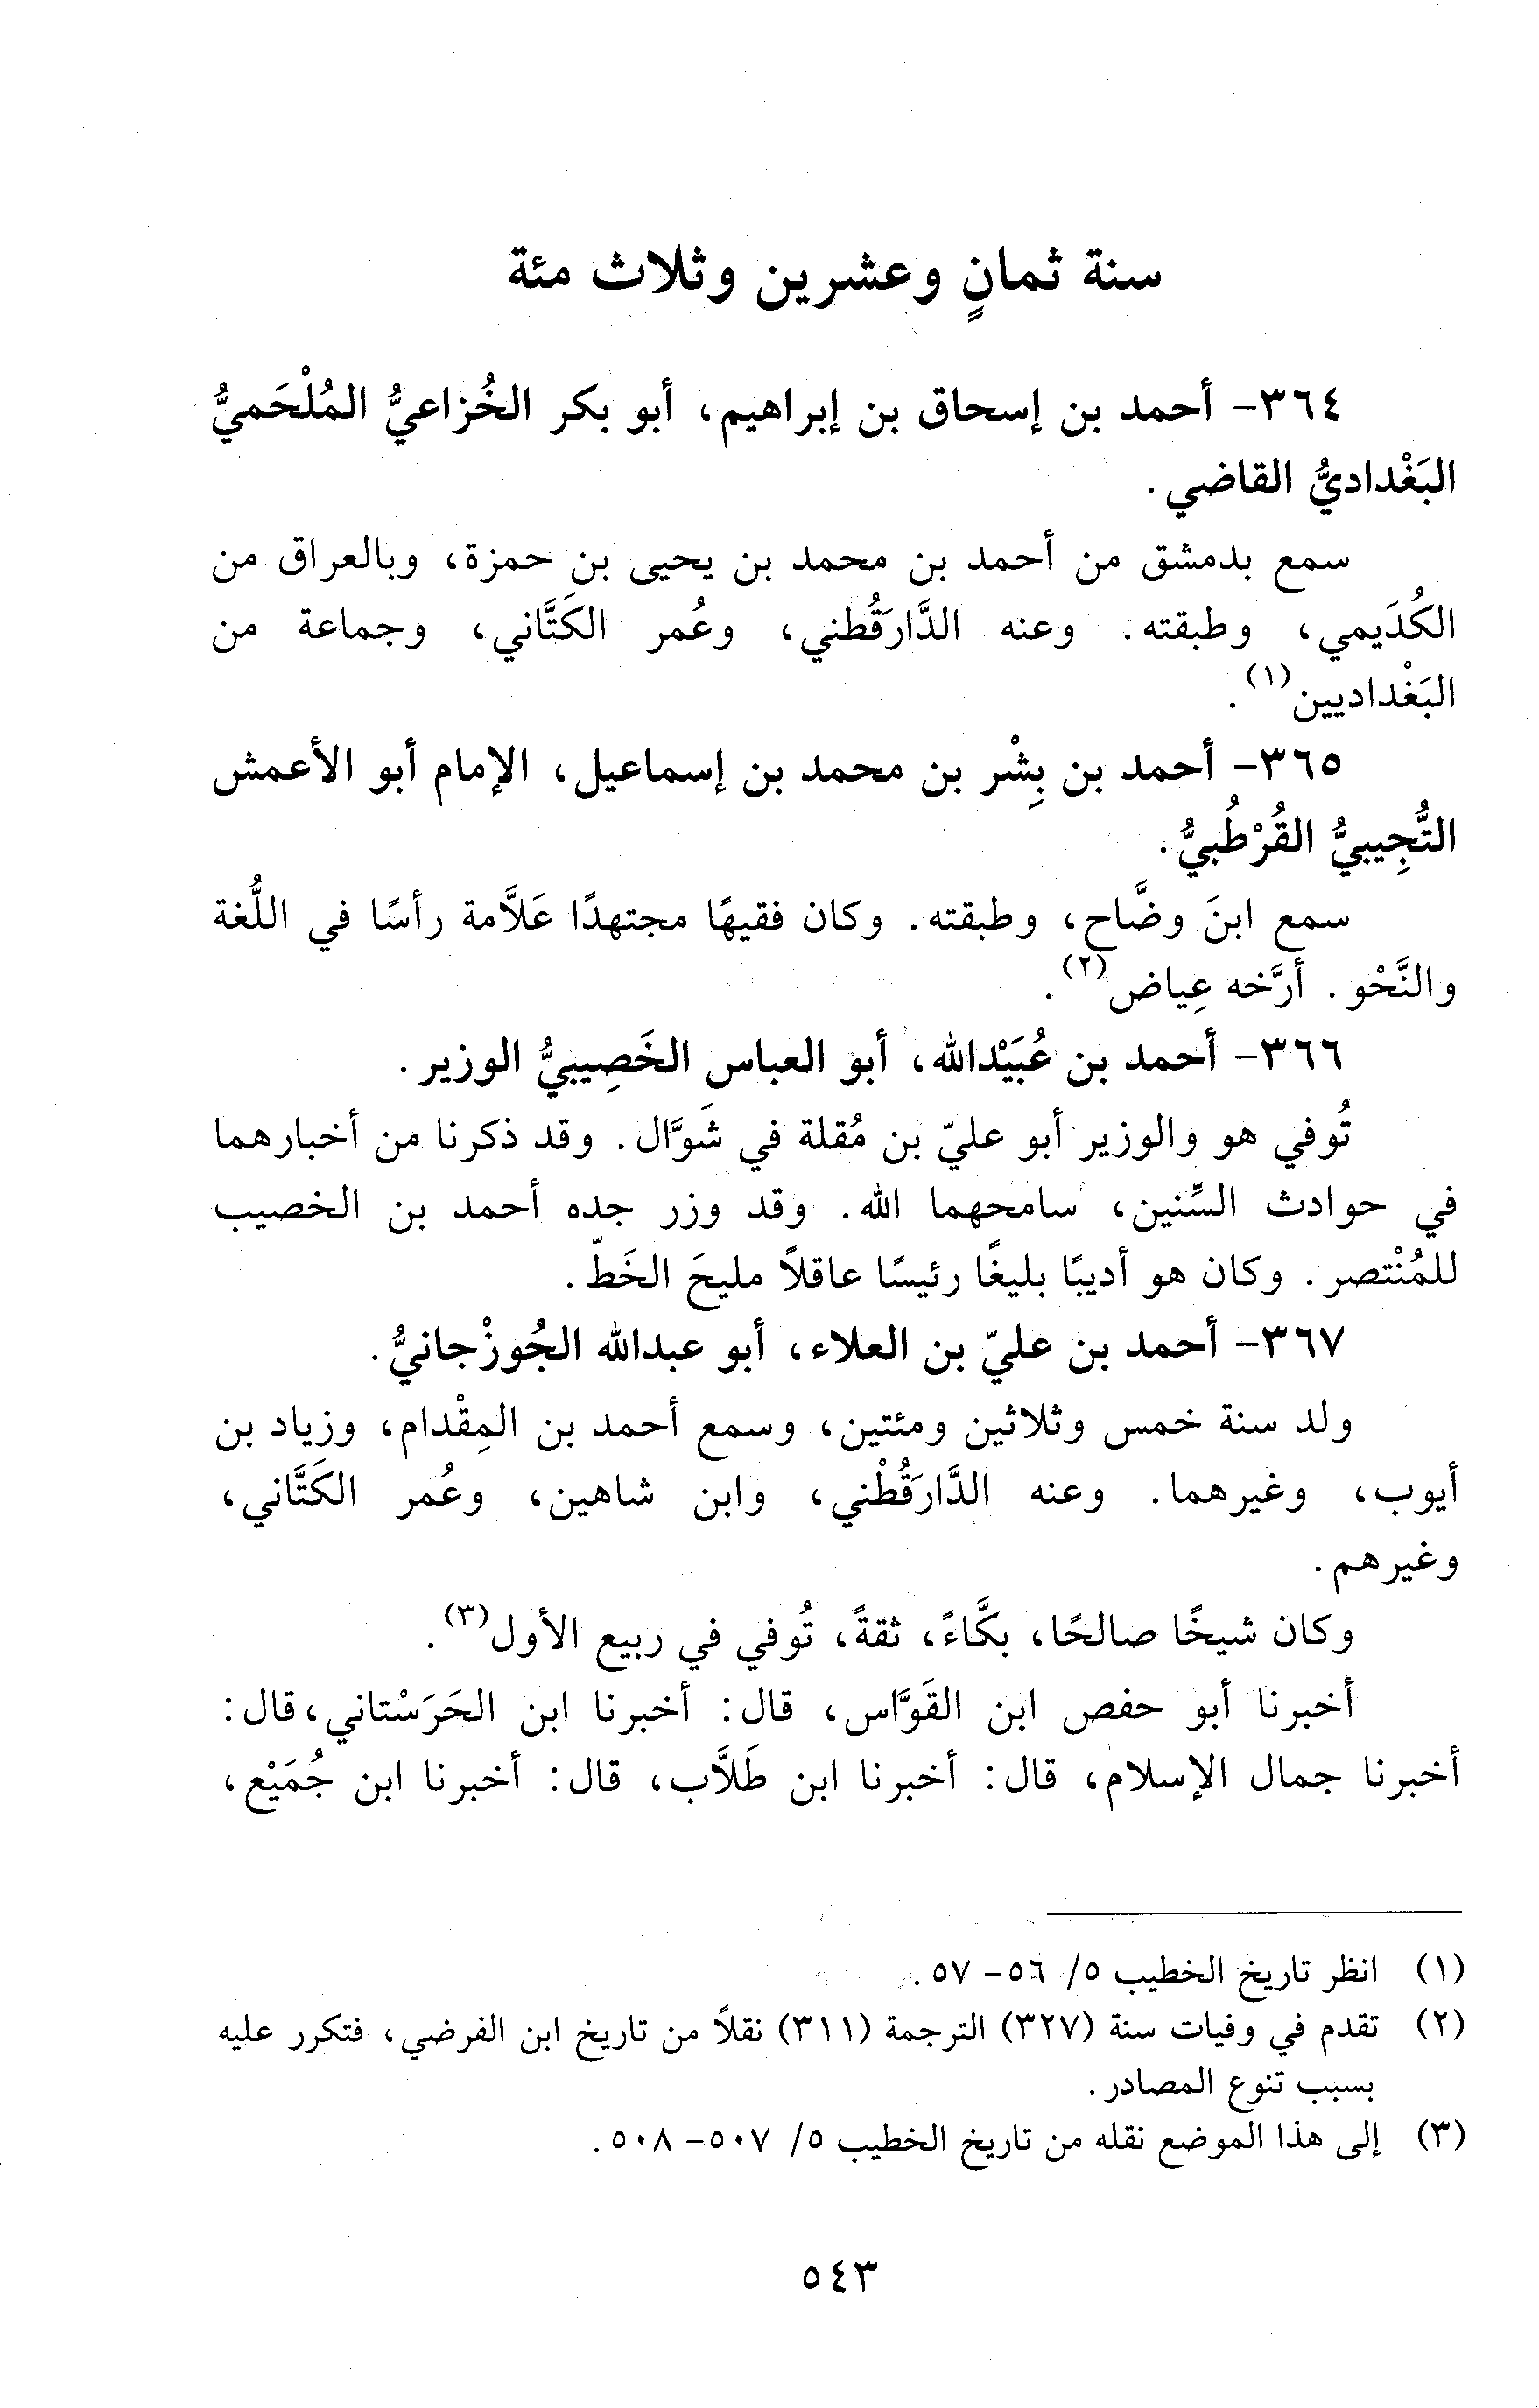 سنة ثمانٍ وعشرين وثلاث مئة
٣٦٤- أحمد بن إسحاق بن إبراهيم، أبو بكر الخُزاعيُّ المُلْحَميُّ
البَغْداديُّ القاضي.
سمع بدمشق من أحمد بن محمد بن يحيى بن حمزة، وبالعراق من
الكُدَيمي، وطبقته. وعنه الدَّارَقُطني، وعُمر الكَتَّاني، وجماعة من
البَغْداديين(١).
٣٦٥- أحمد بن بِشْر بن محمد بن إسماعيل، الإمام أبو الأعمش
التُّجِيبيُّ القُرْطُبيُّ.
سمع ابنَ وضَّاح، وطبقته. وكان فقيهًا مجتهدًا عَلاَّمة رأسًا في اللُّغة
والنَّحْو. أرَّخه عِياض(٢).
٣٦٦- أحمد بن عُبَيْدالله، أبو العباس الخَصِيبيُّ الوزير.
تُوفي هو والوزير أبو عليّ بن مُقلة في شَوَّال. وقد ذكرنا من أخبارهما
في حوادث السِّنين، سامحهما الله. وقد وزر جده أحمد بن الخصيب
للمُنْتصر. وكان هو أديبًا بليغًا رئيسًا عاقلاً مليحَ الخَطّ.
٣٦٧- أحمد بن عليّ بن العلاء، أبو عبدالله الجُوزْجانيُّ.
ولد سنة خمس وثلاثين ومئتين، وسمع أحمد بن المِقْدام، وزياد بن
أيوب، وغيرهما. وعنه الدَّارَقُطْني، وابن شاهين، وعُمر الكَتَّاني،
وغيرهم.
وكان شيخًا صالحًا، بكَّاءً، ثقةً، تُوفي في ربيع الأول(٣).
أخبرنا أبو حفص ابن القَوَّاس، قال: أخبرنا ابن الحَرَسْتاني، قال:
أخبرنا جمال الإسلام، قال: أخبرنا ابن طَلاَّب، قال: أخبرنا ابن جُمَيْع،
(١) انظر تاريخ الخطيب ٥/ ٥٦- ٥٧.
(٢) تقدم في وفيات سنة (٣٢٧) الترجمة (٣١١) نقلاً من تاريخ ابن الفرضي، فتكرر عليه
بسبب تنوع المصادر.
(٣) إلى هذا الموضع نقله من تاريخ الخطيب ٥/ ٥٠٧- ٥٠٨.
٥٤٣